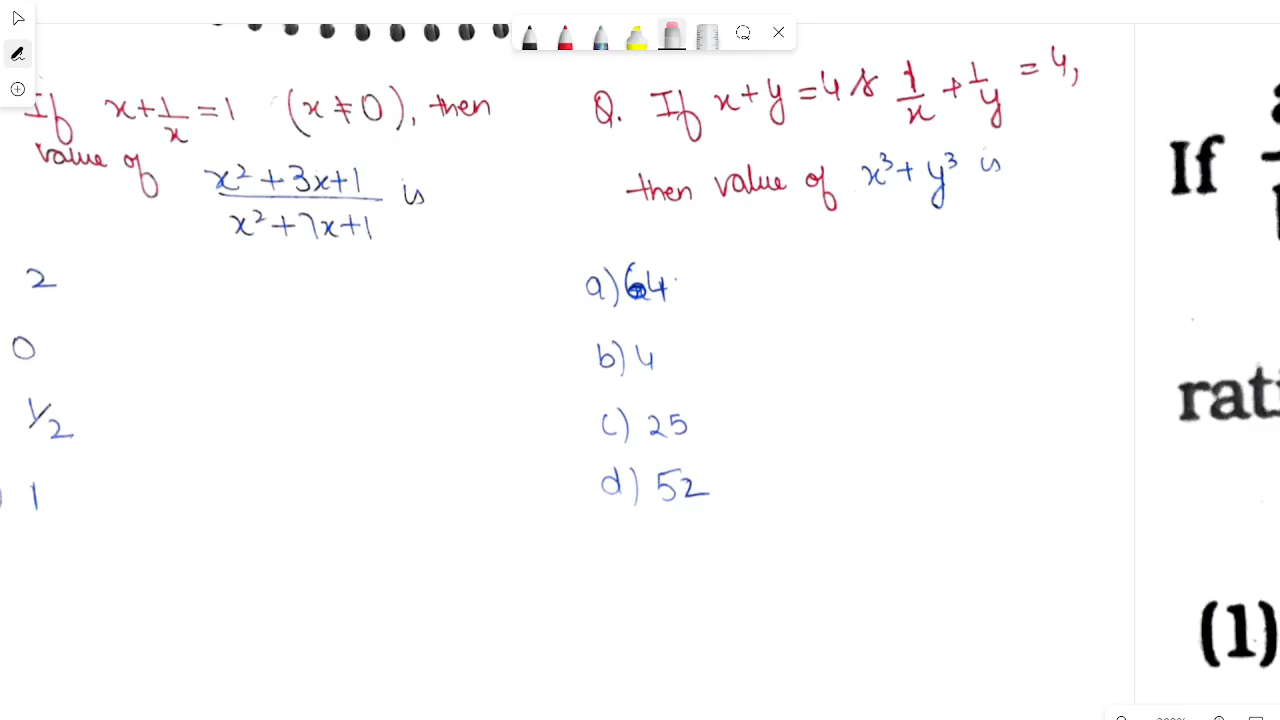 If x+1/x=1 (x≠0), then
value of x²+3x+1/x²+7x+1 is
2
0
1/2
) 1
Q. If x+y=4 & 1/x+1/y=4,
then value of x³+y³ is
a) 64
b) 4
c) 25
d) 52
If
rati
(1)